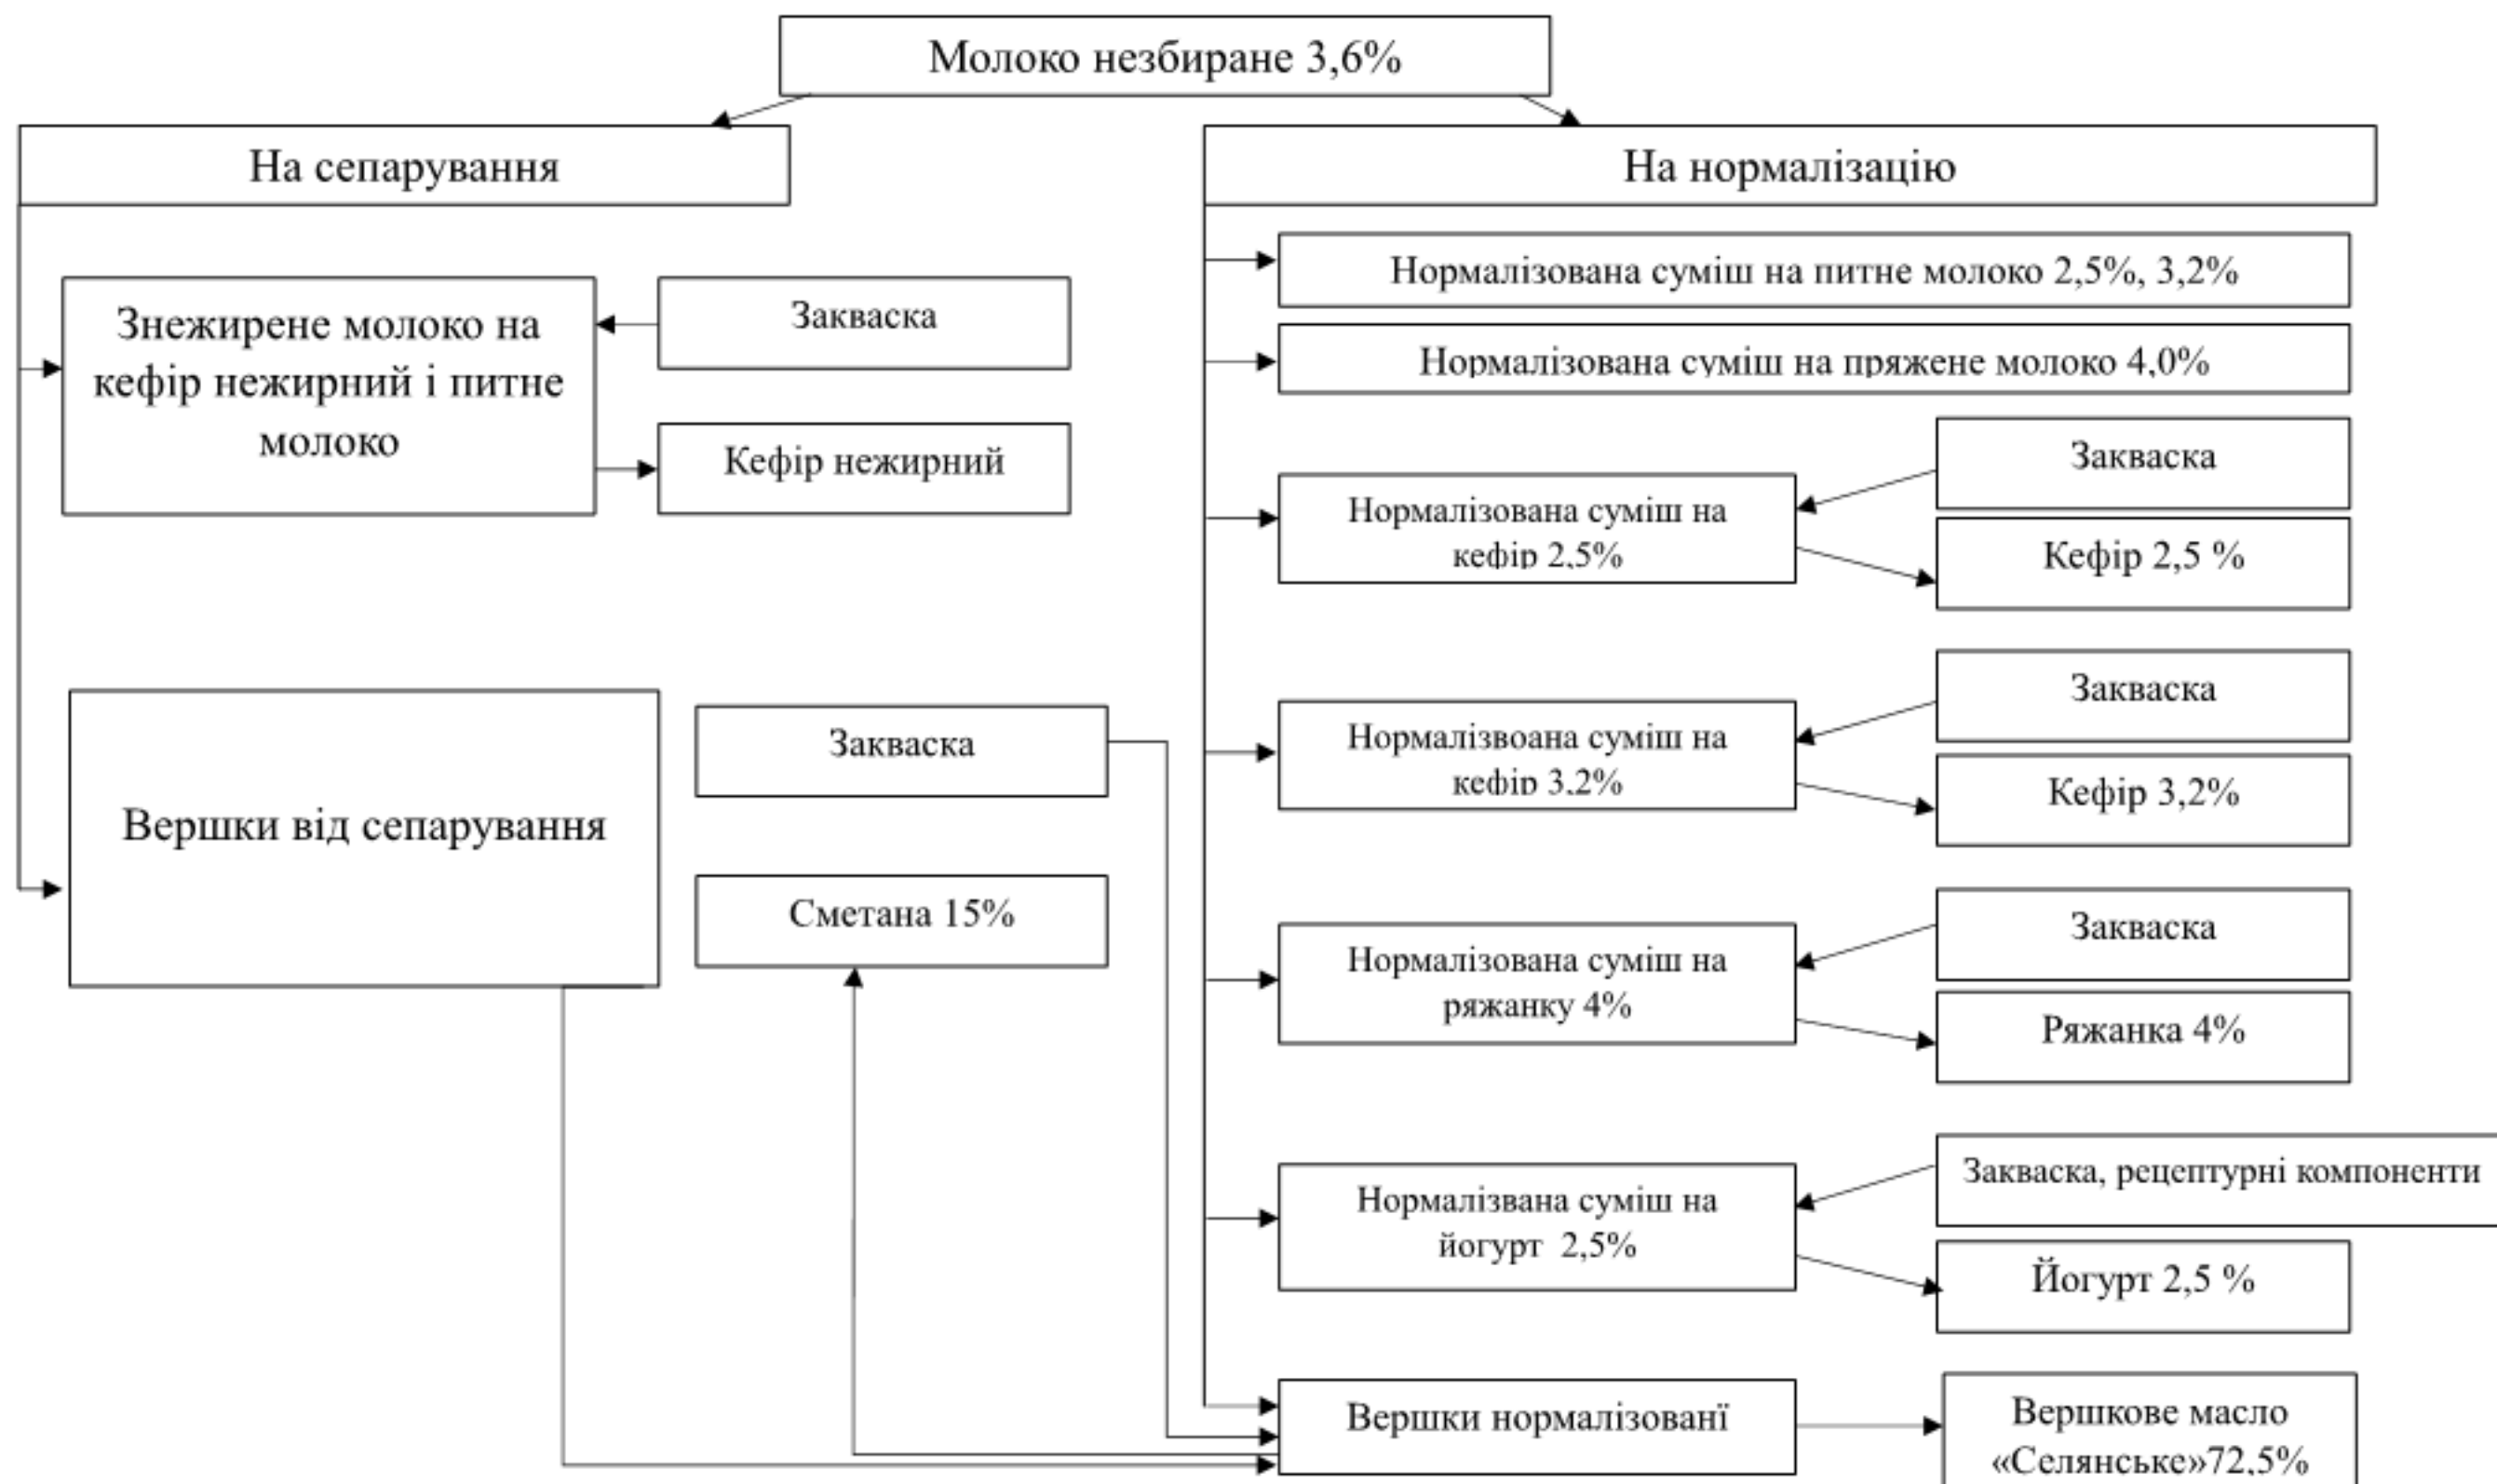 Молоко незбиране 3,6%
На сепарування
На нормалізацію
Знежирене молоко на
кефір нежирний і питне
молоко
Закваска
Кефір нежирний
Вершки від сепарування
Закваска
Сметана 15%
Нормалізована суміш на питне молоко 2,5%, 3,2%
Нормалізована суміш на пряжене молоко 4,0%
Нормалізована суміш на
кефір 2,5%
Закваска
Кефір 2,5 %
Нормалізвоана суміш на
кефір 3,2%
Закваска
Кефір 3,2%
Нормалізована суміш на
ряжанку 4%
Закваска
Ряжанка 4%
Нормалізвана суміш на
йогурт 2,5%
Закваска, рецептурні компоненти
Йогурт 2,5 %
Вершки нормалізованї
Вершкове масло
«Селянське»72,5%